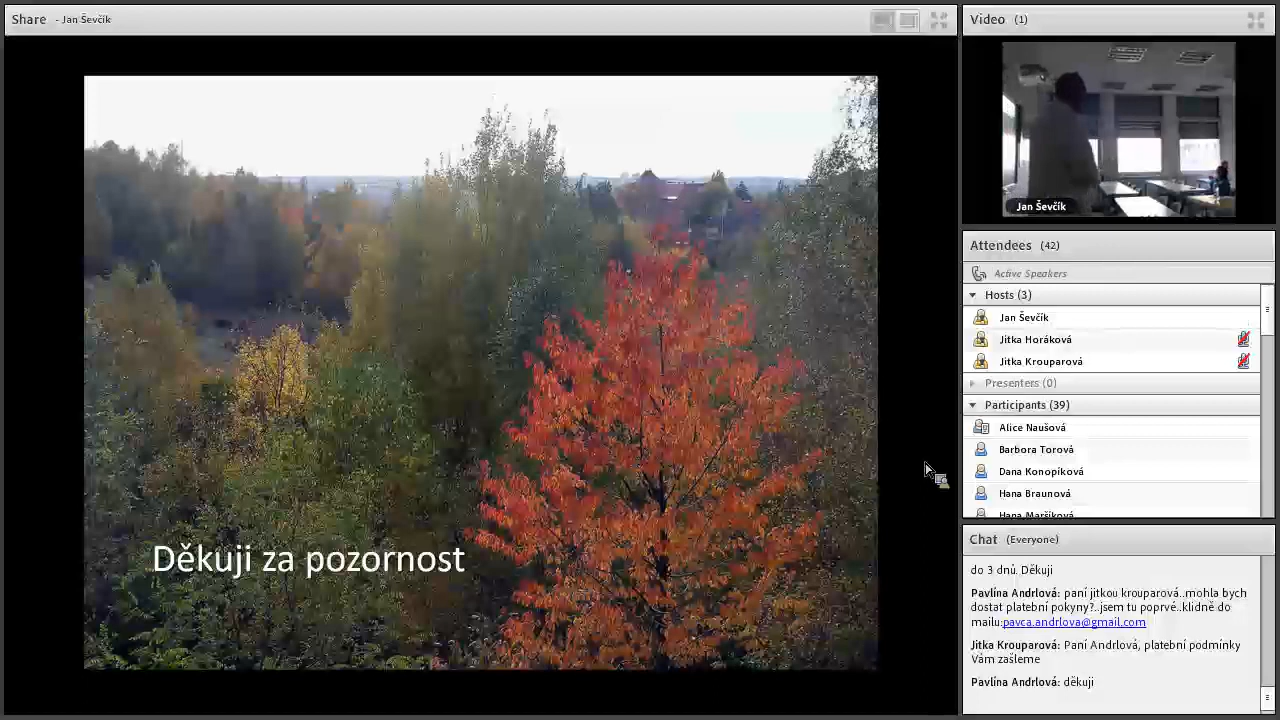 Share - Jan Ševčík
Děkuji za pozornost
Video (1)
Jan Ševčík
Attendees (42)
Active Speakers
Hosts (3)
Jan Ševčík
Jitka Horáková
Jitka Krouparová
Presenters (0)
Participants (39)
Alice Naušová
Barbora Torová
Dana Konopíková
Hana Braunová
Hana Maršíková
Chat (Everyone)
do 3 dnů. Děkuji
Pavlína Andrlová: paní jitkou krouparová..mohla bych
dostat platební pokyny?..jsem tu poprvé..klidně do
mailu:pavca.andrlova@gmail.com
Jitka Krouparová: Paní Andrlová, platební podmínky
Vám zašleme
Pavlína Andrlová: děkuji